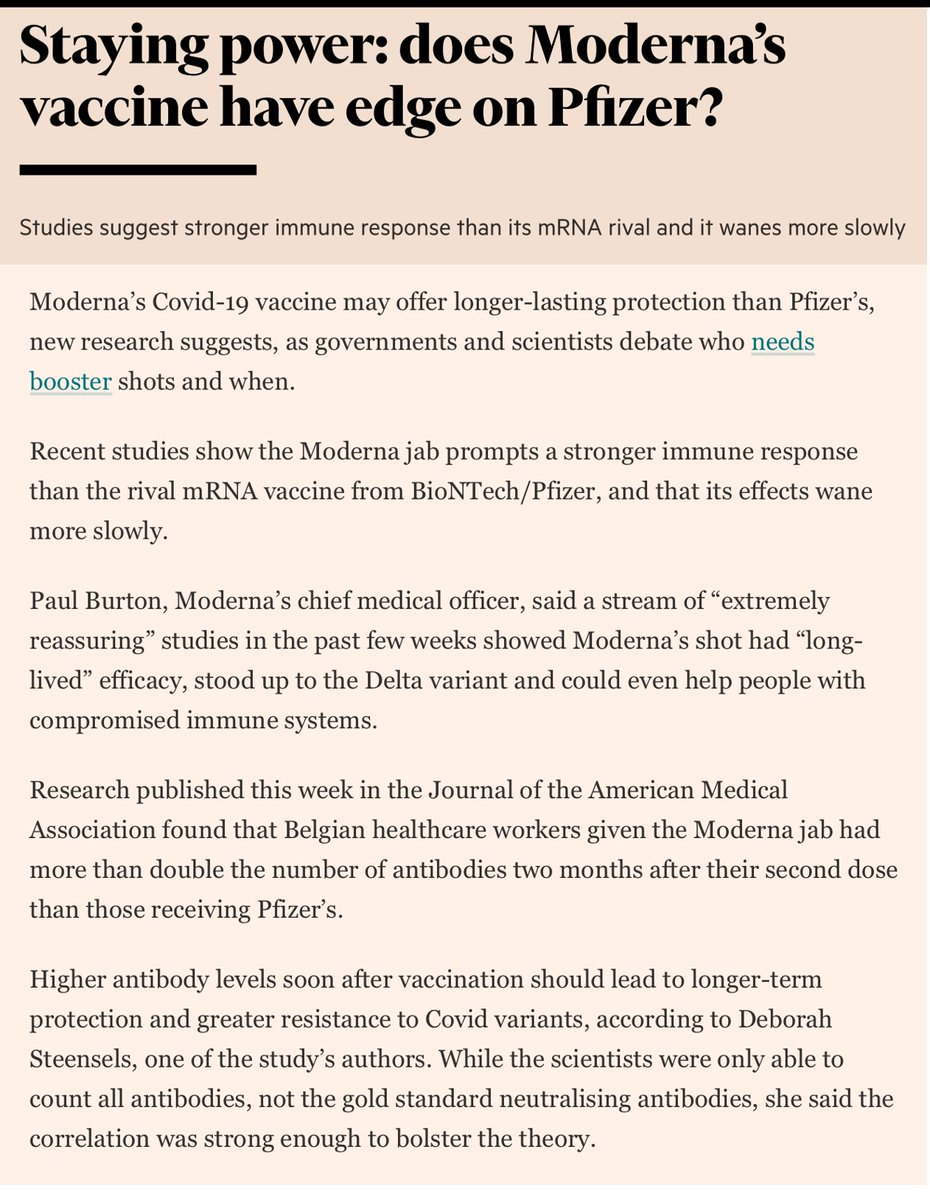 Staying power: does Moderna’s
vaccine have edge on Pfizer?
Studies suggest stronger immune response than its mRNA rival and it wanes more slowly
Moderna’s Covid-19 vaccine may offer longer-lasting protection than Pfizer’s,
new research suggests, as governments and scientists debate who needs
booster shots and when.
Recent studies show the Moderna jab prompts a stronger immune response
than the rival mRNA vaccine from BioNTech/Pfizer, and that its effects wane
more slowly.
Paul Burton, Moderna’s chief medical officer, said a stream of “extremely
reassuring” studies in the past few weeks showed Moderna’s shot had “long-
lived” efficacy, stood up to the Delta variant and could even help people with
compromised immune systems.
Research published this week in the Journal of the American Medical
Association found that Belgian healthcare workers given the Moderna jab had
more than double the number of antibodies two months after their second dose
than those receiving Pfizer’s.
Higher antibody levels soon after vaccination should lead to longer-term
protection and greater resistance to Covid variants, according to Deborah
Steensels, one of the study’s authors. While the scientists were only able to
count all antibodies, not the gold standard neutralising antibodies, she said the
correlation was strong enough to bolster the theory.